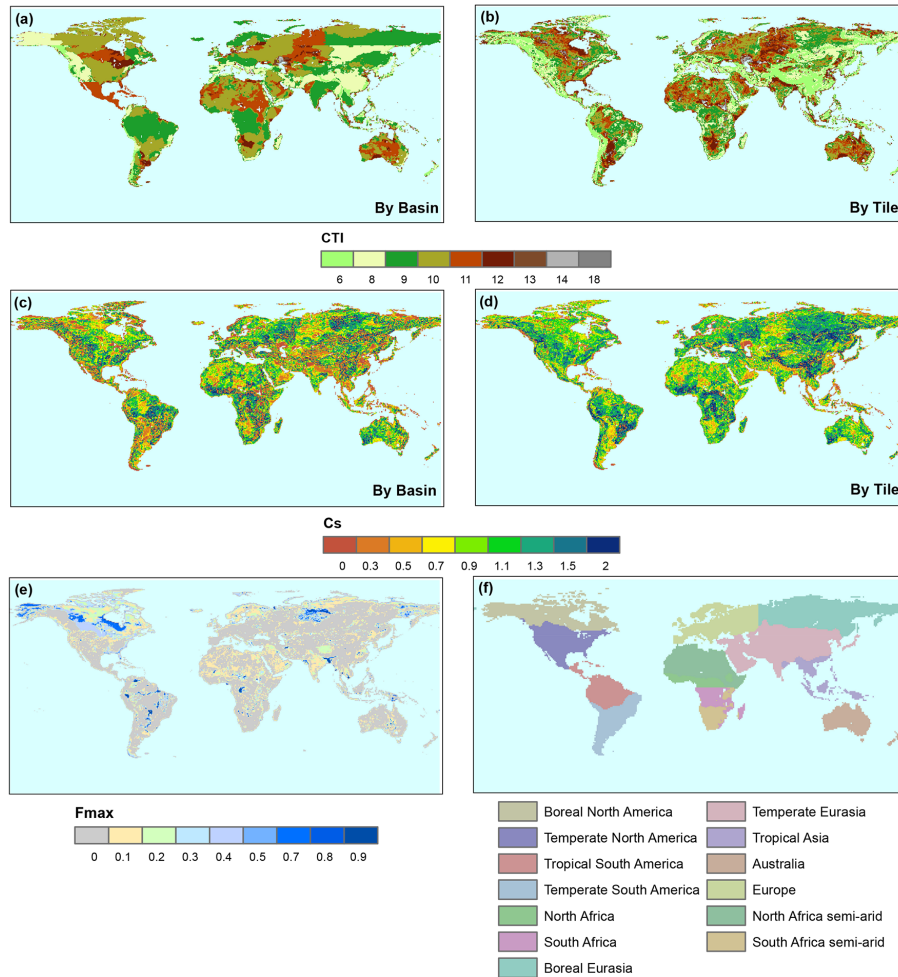 (a)
(b)
By Basin
By Tile
CTI
6 8 9 10 11 12 13 14 18
(c)
(d)
By Basin
By Tile
Cs
0 0.3 0.5 0.7 0.9 1.1 1.3 1.5 2
(e)
(f)
Fmax
0 0.1 0.2 0.3 0.4 0.5 0.7 0.8 0.9
Boreal North America
Temperate North America
Tropical South America
Temperate South America
North Africa
South Africa
Boreal Eurasia
Temperate Eurasia
Tropical Asia
Australia
Europe
North Africa semi-arid
South Africa semi-arid